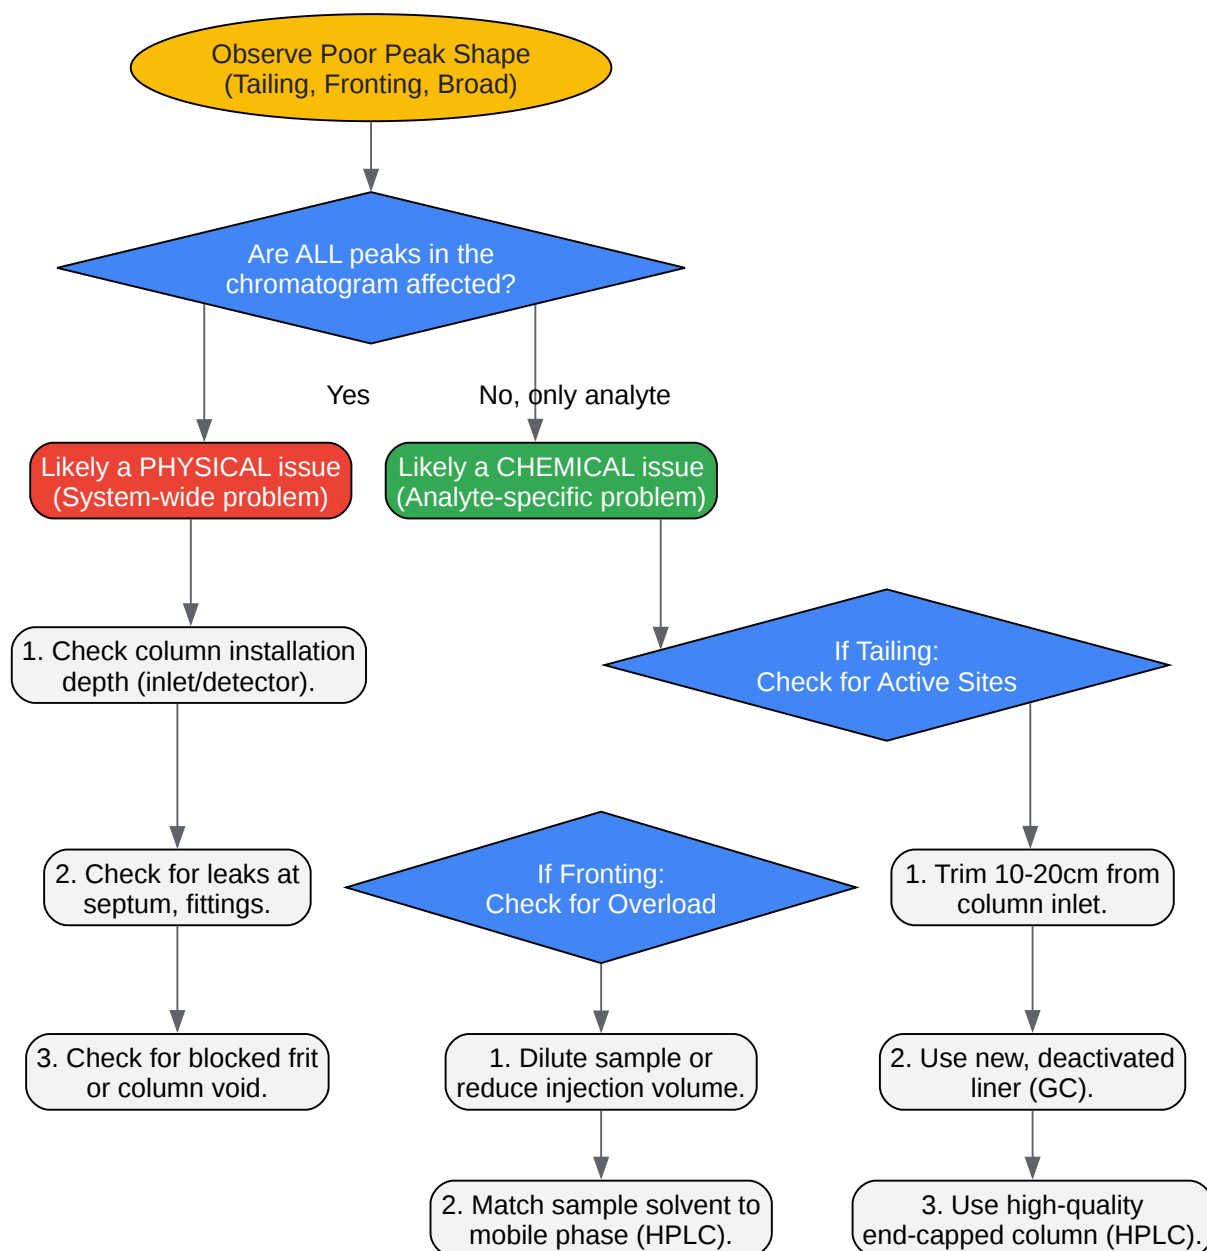 Observe Poor Peak Shape
(Tailing, Fronting, Broad)
Are ALL peaks in the
chromatogram affected?
Yes
No, only analyte
Likely a PHYSICAL issue
(System-wide problem)
Likely a CHEMICAL issue
(Analyte-specific problem)
1. Check column installation
depth (inlet/detector).
If Tailing:
Check for Active Sites
2. Check for leaks at
septum, fittings.
If Fronting:
Check for Overload
1. Trim 10-20cm from
column inlet.
3. Check for blocked frit
or column void.
1. Dilute sample or
reduce injection volume.
2. Use new, deactivated
liner (GC).
2. Match sample solvent to
mobile phase (HPLC).
3. Use high-quality
end-capped column (HPLC).